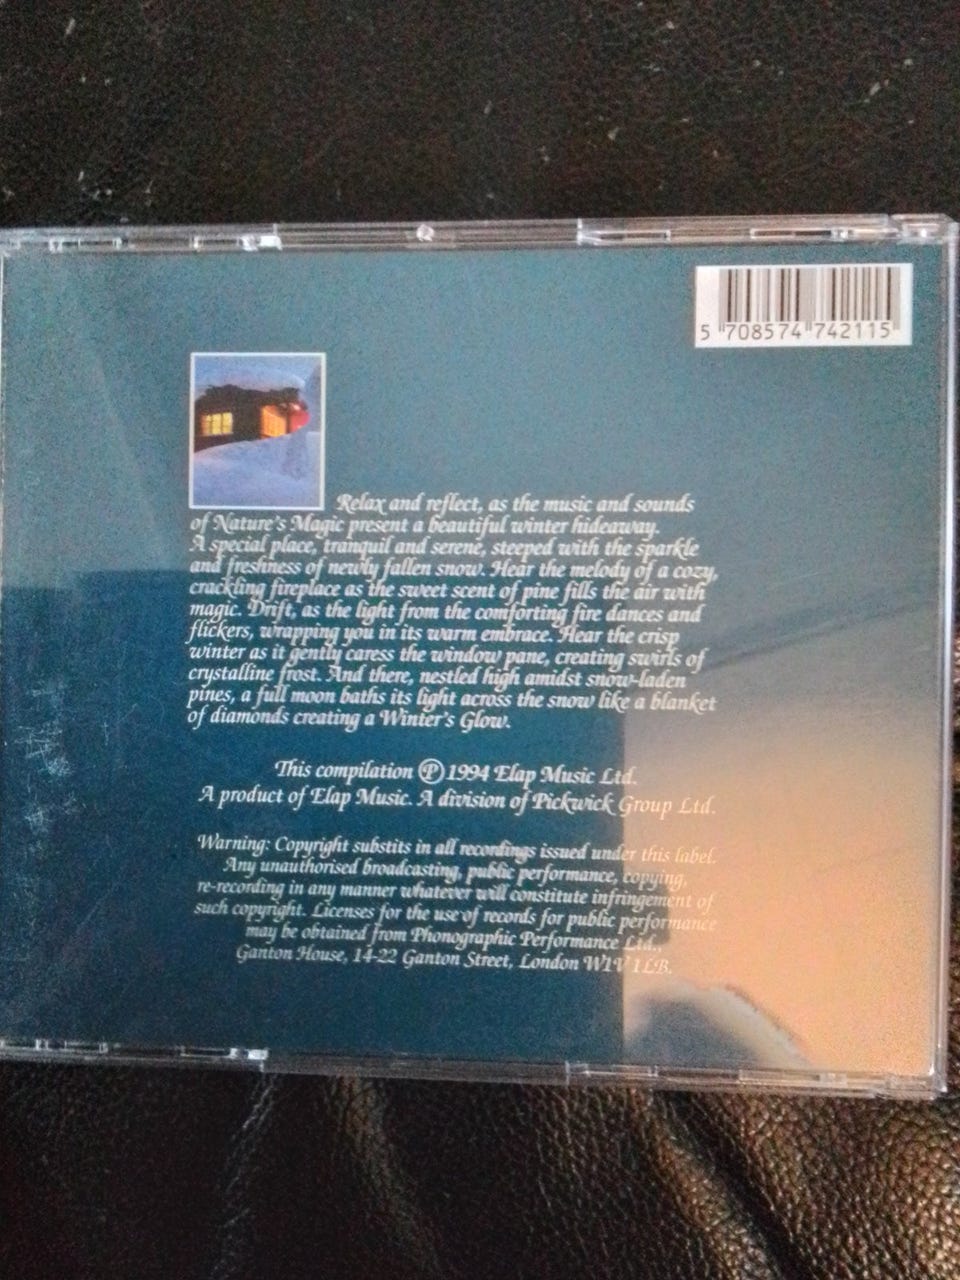 5 708574 742115
Relax and reflect, as the music and sounds
of Nature's Magic present a beautiful winter hideaway.
A special place, tranquil and serene, steeped with the sparkle
and freshness of newly fallen snow. Hear the melody of a cozy,
crackling fireplace as the sweet scent of pine fills the air with
magic. Drift, as the light from the comforting fire dances and
flickers, wrapping you in its warm embrace. Hear the crisp
winter as it gently caress the window pane, creating swirls of
crystalline frost. And there, nestled high amidst snow-laden
pines, a full moon baths its light across the snow like a blanket
of diamonds creating a Winter's Glow.
This compilation ℗ 1994 Elap Music Ltd.
A product of Elap Music. A division of Pickwick Group Ltd.
Warning: Copyright substits in all recordings issued under this label.
Any unauthorised broadcasting, public performance, copying,
re-recording in any manner whatever will constitute infringement of
such copyright. Licenses for the use of records for public performance
may be obtained from Phonographic Performance Ltd.,
Ganton House, 14-22 Ganton Street, London W1V 1LB.